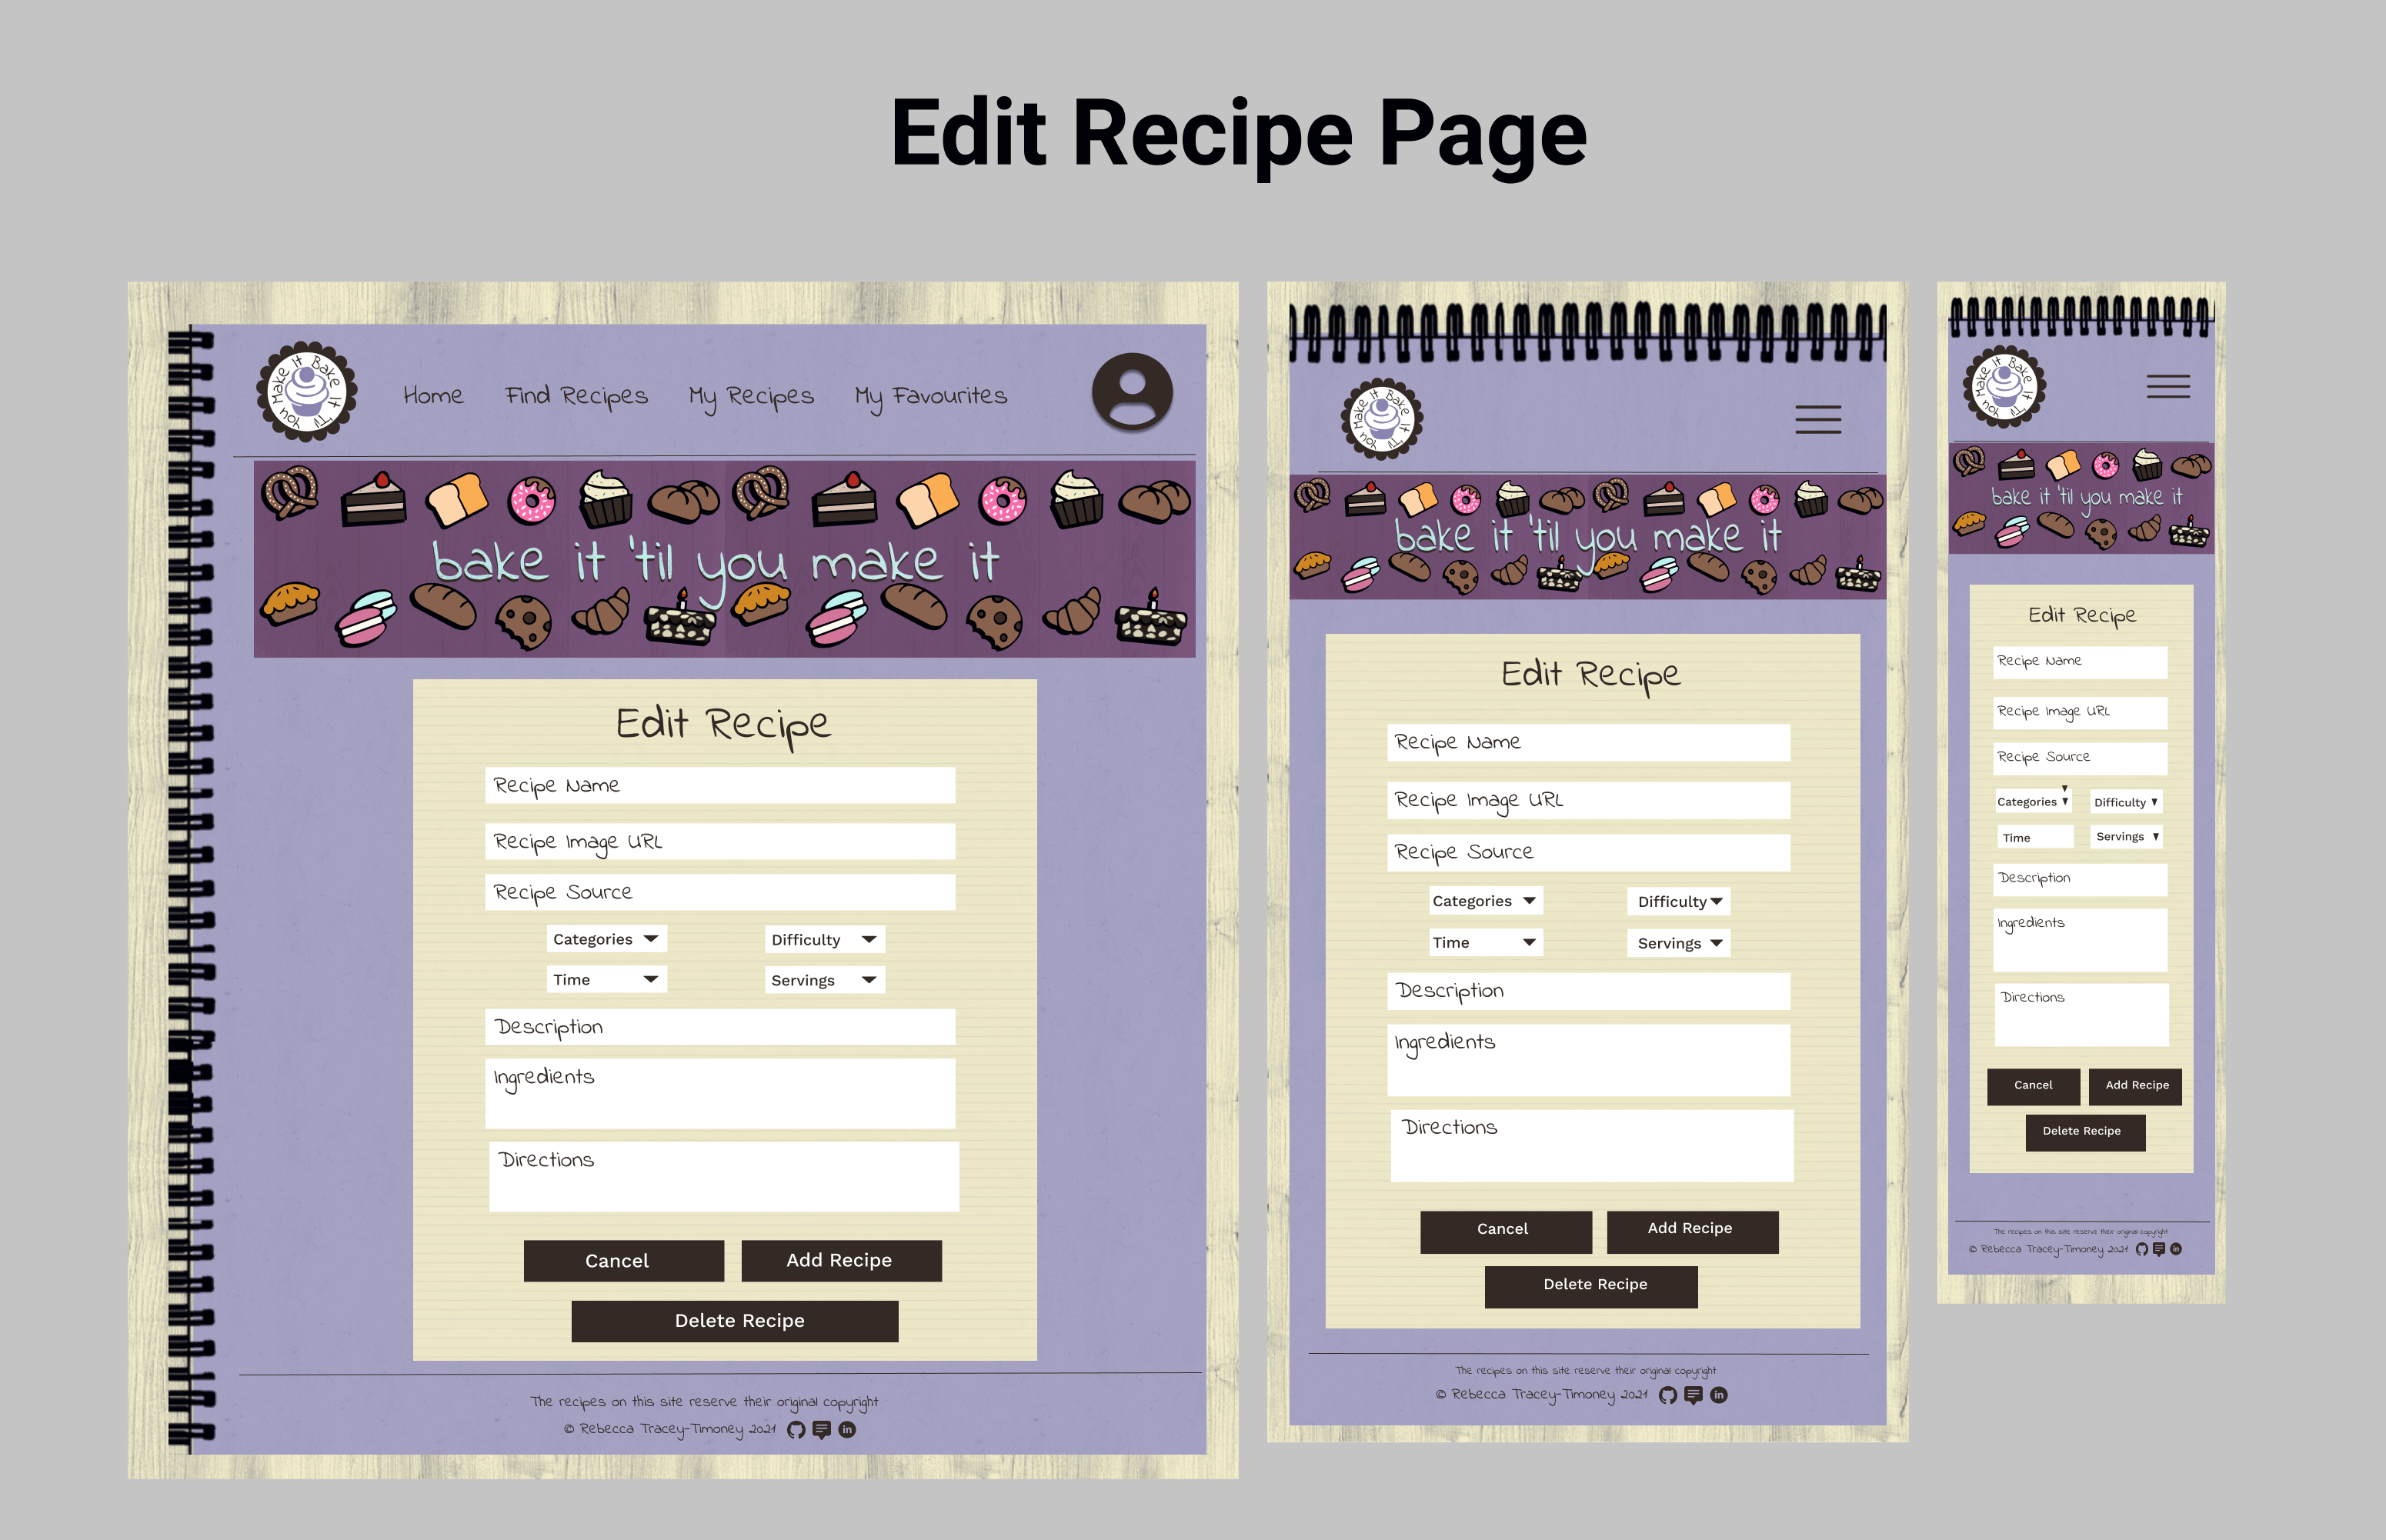 Edit Recipe Page
Bake It 'Til You Make It
Home Find Recipes My Recipes My Favourites
bake it 'til you make it
Edit Recipe
Recipe Name
Recipe Image URL
Recipe Source
Categories Difficulty
Time Servings
Description
Ingredients
Directions
Cancel Add Recipe
Delete Recipe
The recipes on this site reserve their original copyright
© Rebecca Tracey-Timoney 2021 in
Bake It 'Til You Make It
bake it 'til you make it
Edit Recipe
Recipe Name
Recipe Image URL
Recipe Source
Categories Difficulty
Time Servings
Description
Ingredients
Directions
Cancel Add Recipe
Delete Recipe
The recipes on this site reserve their original copyright
© Rebecca Tracey-Timoney 2021 in
Bake It 'Til You Make It
bake it 'til you make it
Edit Recipe
Recipe Name
Recipe Image URL
Recipe Source
Categories Difficulty
Time Servings
Description
Ingredients
Directions
Cancel Add Recipe
Delete Recipe
The recipes on this site reserve their original copyright
© Rebecca Tracey-Timoney 2021 in